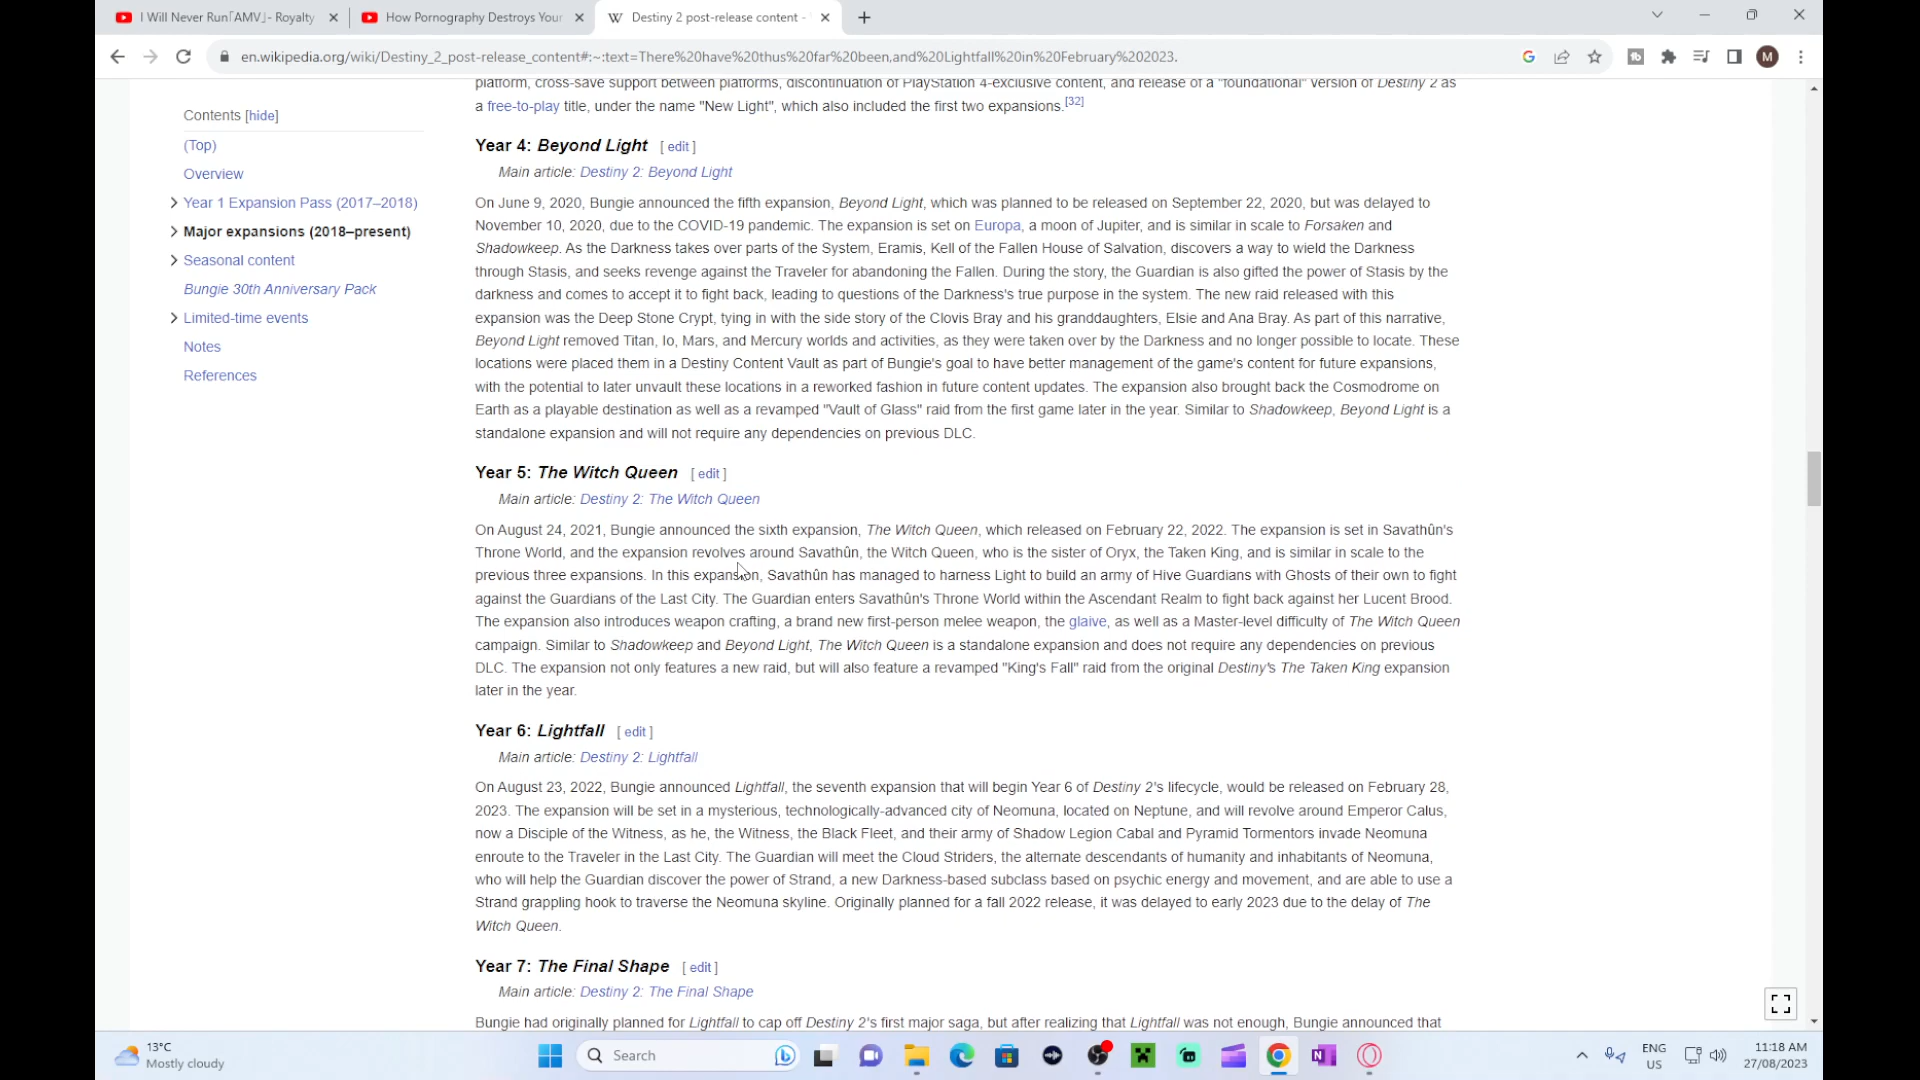 I Will Never Run「AMV」- Royalty
How Pornography Destroys Your
Destiny 2 post-release content -
en.wikipedia.org/wiki/Destiny_2_post-release_content#:~:text=There%20have%20thus%20far%20been,and%20Lightfall%20in%20February%202023.
M
Contents [hide]
(Top)
Overview
Year 1 Expansion Pass (2017–2018)
Major expansions (2018–present)
Seasonal content
Bungie 30th Anniversary Pack
Limited-time events
Notes
References
platform, cross-save support between platforms, discontinuation of PlayStation 4-exclusive content, and release of a "foundational" version of Destiny 2 as
a free-to-play title, under the name "New Light", which also included the first two expansions.[32]
Year 4: Beyond Light [ edit ]
Main article: Destiny 2: Beyond Light
On June 9, 2020, Bungie announced the fifth expansion, Beyond Light, which was planned to be released on September 22, 2020, but was delayed to
November 10, 2020, due to the COVID-19 pandemic. The expansion is set on Europa, a moon of Jupiter, and is similar in scale to Forsaken and
Shadowkeep. As the Darkness takes over parts of the System, Eramis, Kell of the Fallen House of Salvation, discovers a way to wield the Darkness
through Stasis, and seeks revenge against the Traveler for abandoning the Fallen. During the story, the Guardian is also gifted the power of Stasis by the
darkness and comes to accept it to fight back, leading to questions of the Darkness's true purpose in the system. The new raid released with this
expansion was the Deep Stone Crypt, tying in with the side story of the Clovis Bray and his granddaughters, Elsie and Ana Bray. As part of this narrative,
Beyond Light removed Titan, Io, Mars, and Mercury worlds and activities, as they were taken over by the Darkness and no longer possible to locate. These
locations were placed them in a Destiny Content Vault as part of Bungie's goal to have better management of the game's content for future expansions,
with the potential to later unvault these locations in a reworked fashion in future content updates. The expansion also brought back the Cosmodrome on
Earth as a playable destination as well as a revamped "Vault of Glass" raid from the first game later in the year. Similar to Shadowkeep, Beyond Light is a
standalone expansion and will not require any dependencies on previous DLC.
Year 5: The Witch Queen [ edit ]
Main article: Destiny 2: The Witch Queen
On August 24, 2021, Bungie announced the sixth expansion, The Witch Queen, which released on February 22, 2022. The expansion is set in Savathûn's
Throne World, and the expansion revolves around Savathûn, the Witch Queen, who is the sister of Oryx, the Taken King, and is similar in scale to the
previous three expansions. In this expansion, Savathûn has managed to harness Light to build an army of Hive Guardians with Ghosts of their own to fight
against the Guardians of the Last City. The Guardian enters Savathûn's Throne World within the Ascendant Realm to fight back against her Lucent Brood.
The expansion also introduces weapon crafting, a brand new first-person melee weapon, the glaive, as well as a Master-level difficulty of The Witch Queen
campaign. Similar to Shadowkeep and Beyond Light, The Witch Queen is a standalone expansion and does not require any dependencies on previous
DLC. The expansion not only features a new raid, but will also feature a revamped "King's Fall" raid from the original Destiny's The Taken King expansion
later in the year.
Year 6: Lightfall [ edit ]
Main article: Destiny 2: Lightfall
On August 23, 2022, Bungie announced Lightfall, the seventh expansion that will begin Year 6 of Destiny 2's lifecycle, would be released on February 28,
2023. The expansion will be set in a mysterious, technologically-advanced city of Neomuna, located on Neptune, and will revolve around Emperor Calus,
now a Disciple of the Witness, as he, the Witness, the Black Fleet, and their army of Shadow Legion Cabal and Pyramid Tormentors invade Neomuna
enroute to the Traveler in the Last City. The Guardian will meet the Cloud Striders, the alternate descendants of humanity and inhabitants of Neomuna,
who will help the Guardian discover the power of Strand, a new Darkness-based subclass based on psychic energy and movement, and are able to use a
Strand grappling hook to traverse the Neomuna skyline. Originally planned for a fall 2022 release, it was delayed to early 2023 due to the delay of The
Witch Queen.
Year 7: The Final Shape [ edit ]
Main article: Destiny 2: The Final Shape
Bungie had originally planned for Lightfall to cap off Destiny 2's first major saga, but after realizing that Lightfall was not enough, Bungie announced that
13°C
Mostly cloudy
Search
ENG
US
11:18 AM
27/08/2023